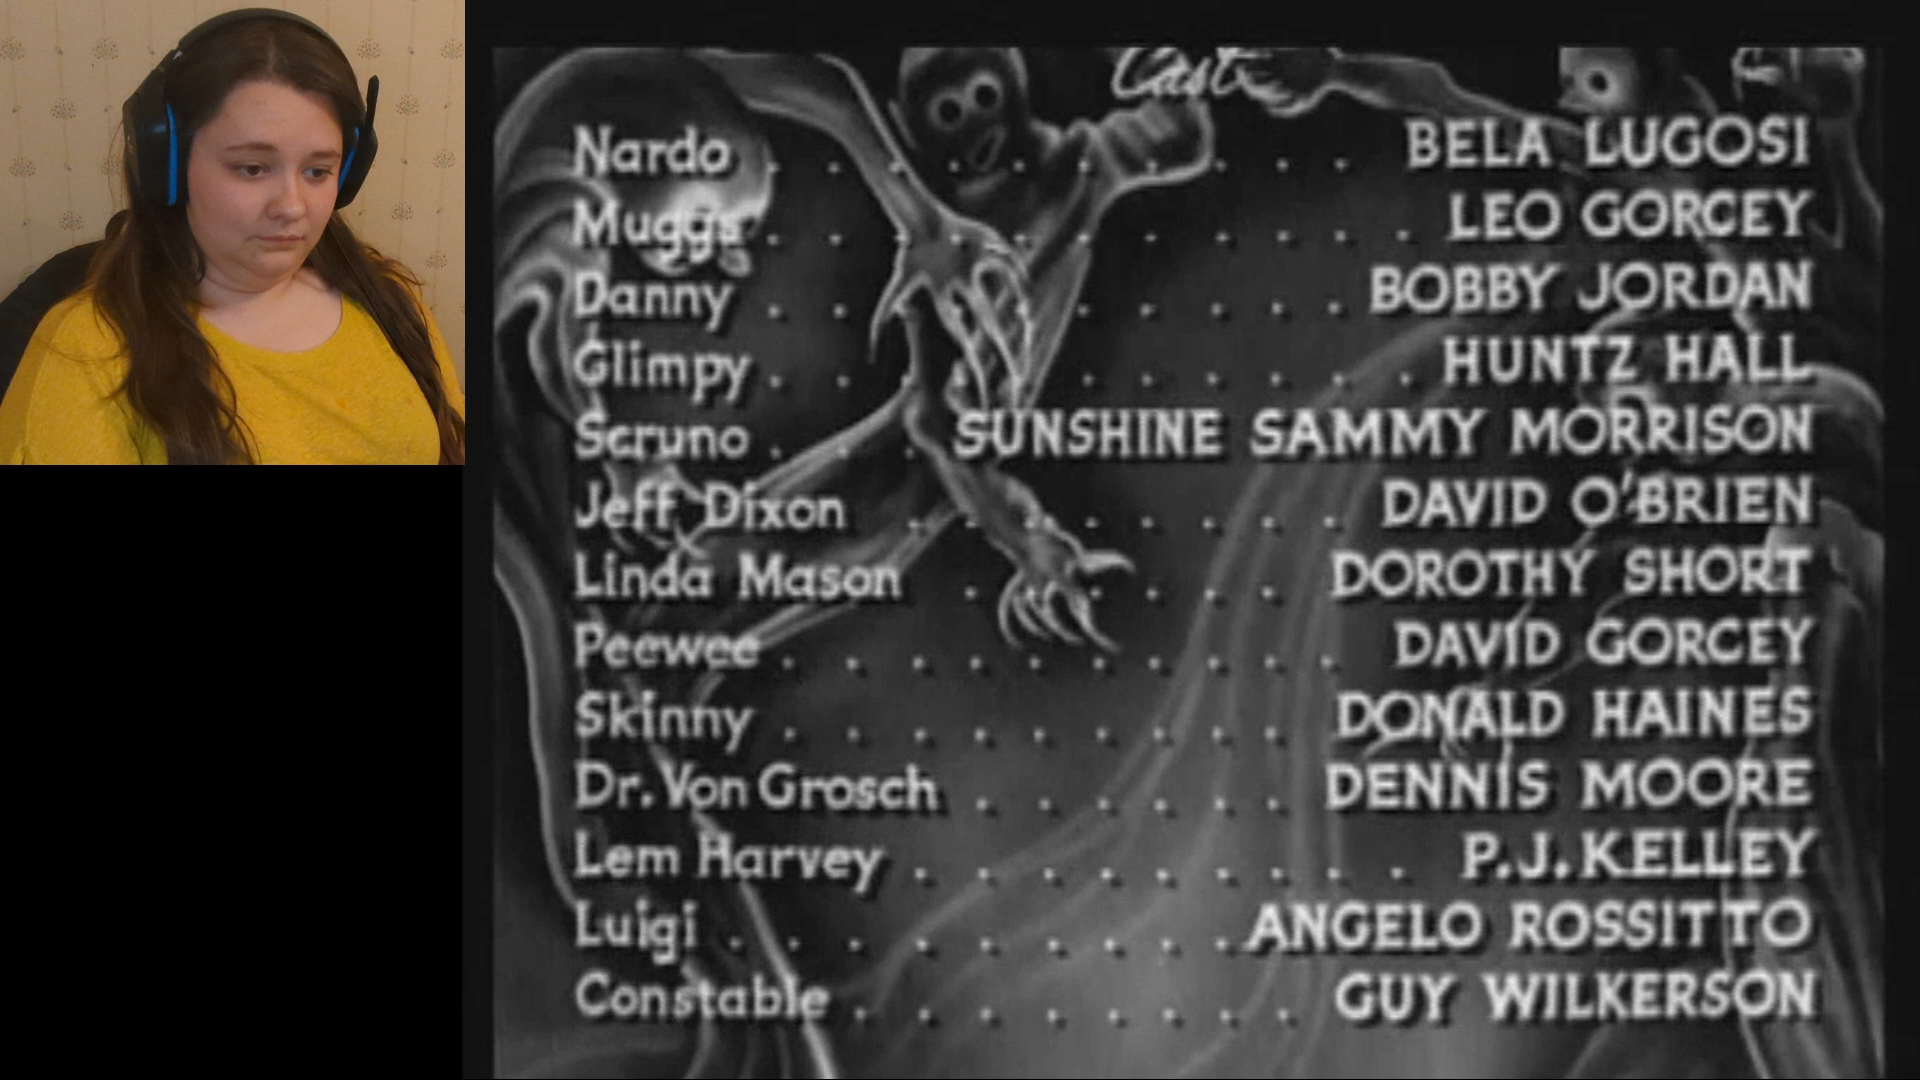 Cast
Nardo . . . . . . . . . . BELA LUGOSI
Muggs . . . . . . . . . . . LEO GORCEY
Danny . . . . . . . . . . BOBBY JORDAN
Glimpy . . . . . . . . . . . HUNTZ HALL
Scruno . . . SUNSHINE SAMMY MORRISON
Jeff Dixon . . . . . . . . DAVID O'BRIEN
Linda Mason . . . . . . DOROTHY SHORT
Peewee . . . . . . . . . . DAVID GORCEY
Skinny . . . . . . . . . DONALD HAINES
Dr. Von Grosch . . . . . . DENNIS MOORE
Lem Harvey . . . . . . . . . P.J. KELLEY
Luigi . . . . . . . . . ANGELO ROSSITTO
Constable . . . . . . . . GUY WILKERSON